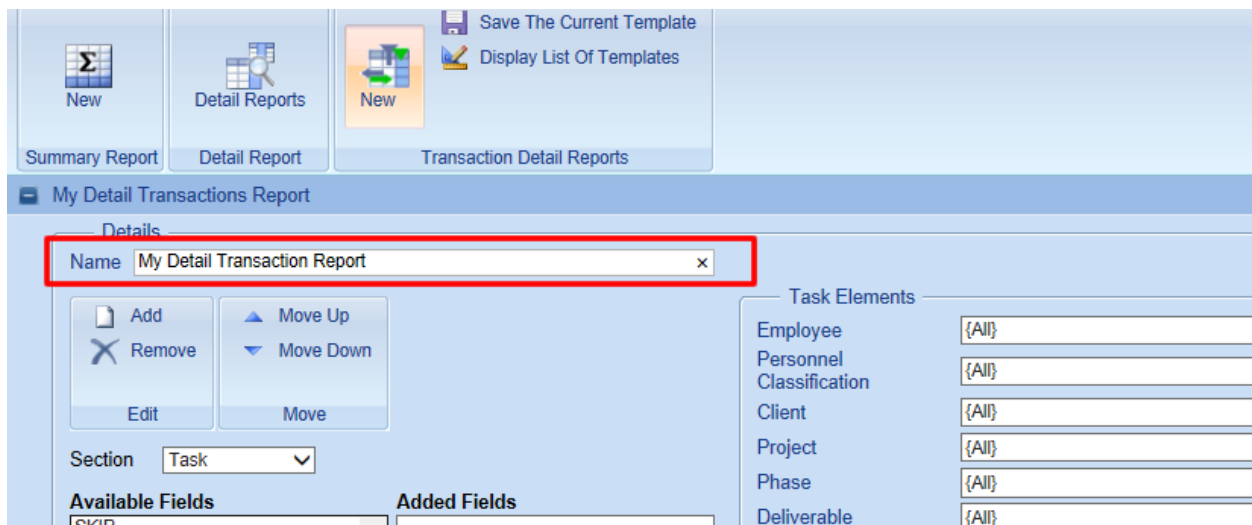 Save The Current Template
Display List Of Templates
Σ
New
Detail Reports
New
Summary Report
Detail Report
Transaction Detail Reports
My Detail Transactions Report
Details
Name My Detail Transaction Report ×
Add
Move Up
Remove
Move Down
Edit
Move
Section Task
Available Fields
Added Fields
SKIP
Task Elements
Employee {All}
Personnel
Classification {All}
Client {All}
Project {All}
Phase {All}
Deliverable {All}